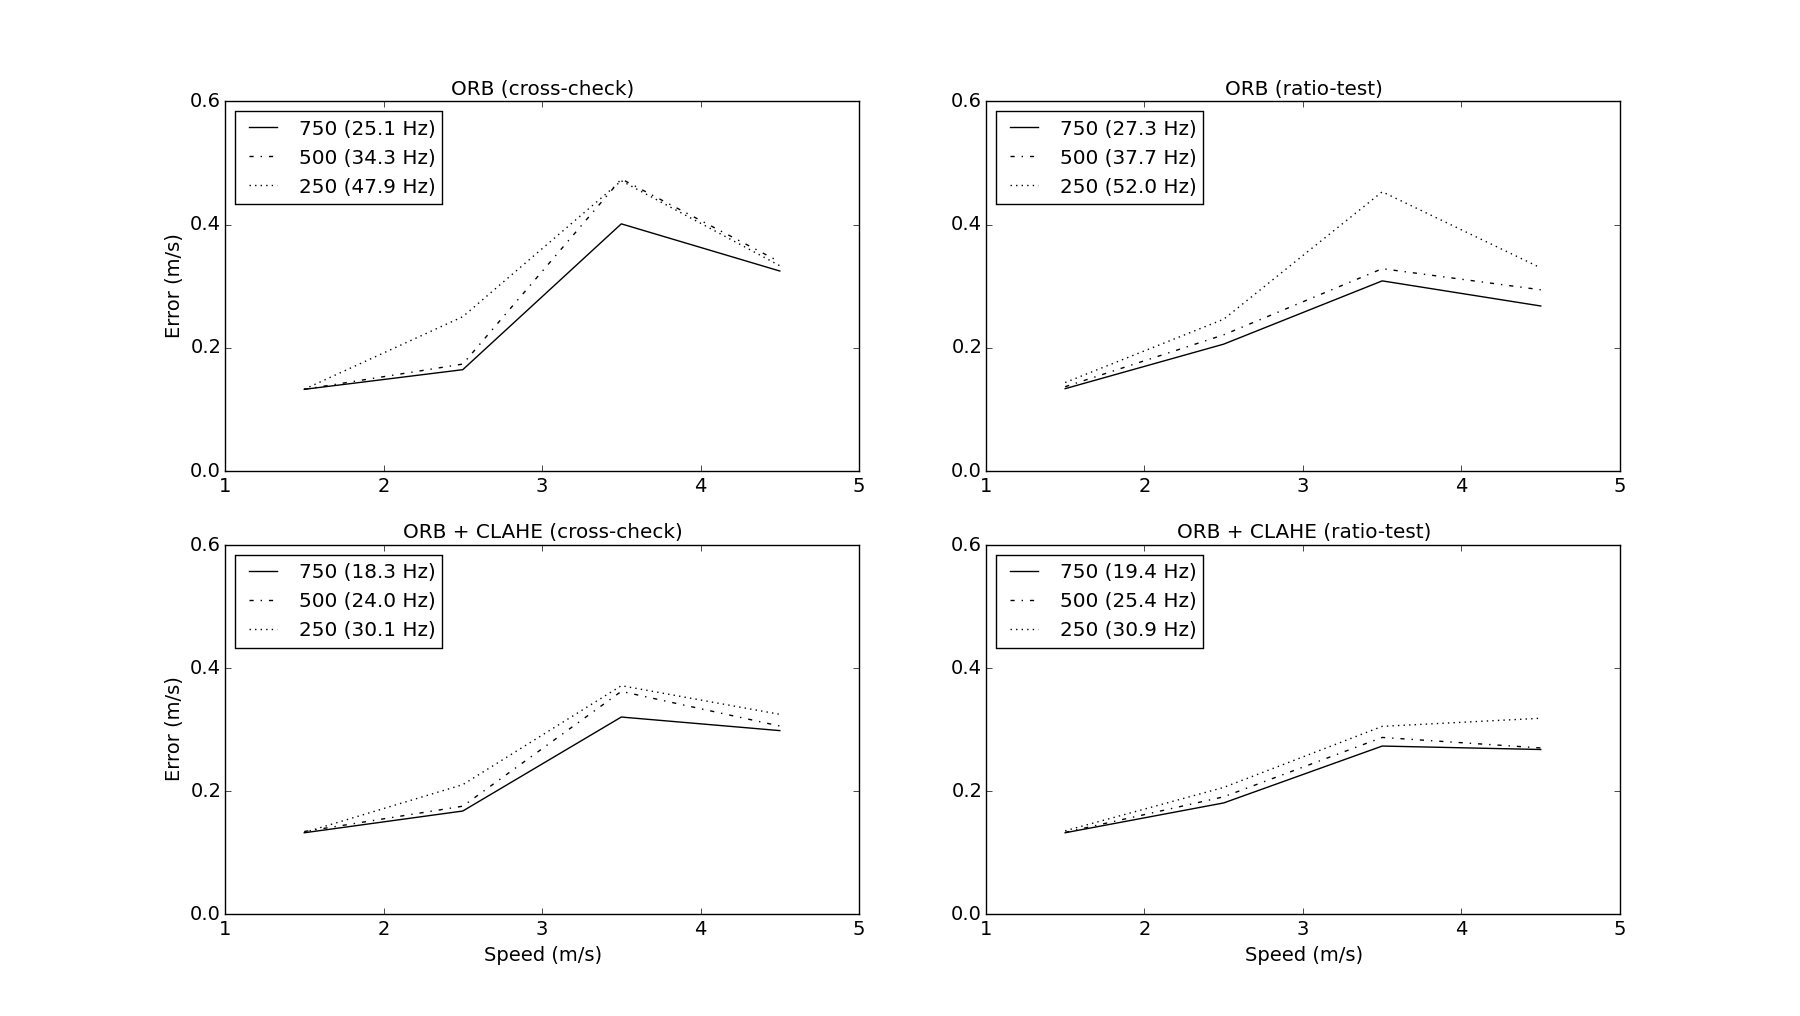 ORB (cross-check)
0.6
0.4
0.2
0.0
Error (m/s)
750 (25.1 Hz)
500 (34.3 Hz)
250 (47.9 Hz)
1 2 3 4 5
ORB (ratio-test)
0.6
0.4
0.2
0.0
750 (27.3 Hz)
500 (37.7 Hz)
250 (52.0 Hz)
1 2 3 4 5
ORB + CLAHE (cross-check)
0.6
0.4
0.2
0.0
Error (m/s)
750 (18.3 Hz)
500 (24.0 Hz)
250 (30.1 Hz)
1 2 3 4 5
Speed (m/s)
ORB + CLAHE (ratio-test)
0.6
0.4
0.2
0.0
750 (19.4 Hz)
500 (25.4 Hz)
250 (30.9 Hz)
1 2 3 4 5
Speed (m/s)